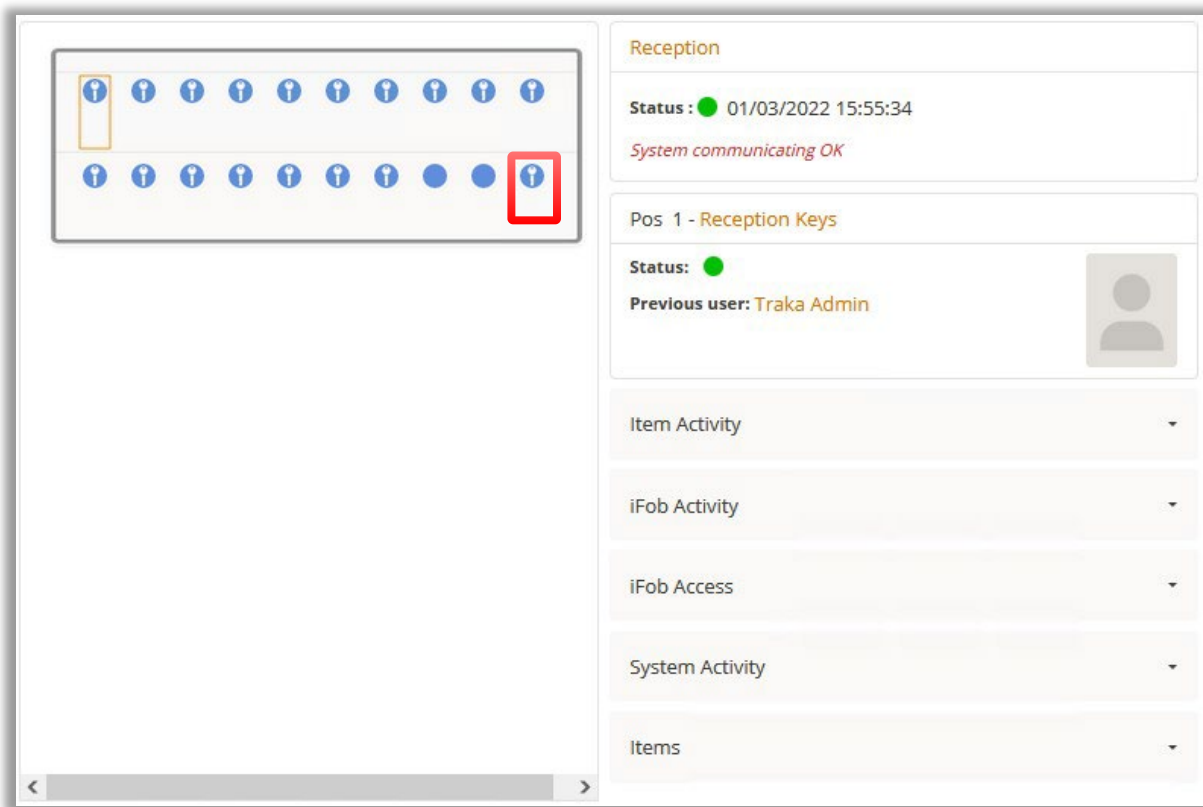 Reception
Status : 01/03/2022 15:55:34
System communicating OK
Pos 1 - Reception Keys
Status:
Previous user: Traka Admin
Item Activity
iFob Activity
iFob Access
System Activity
Items